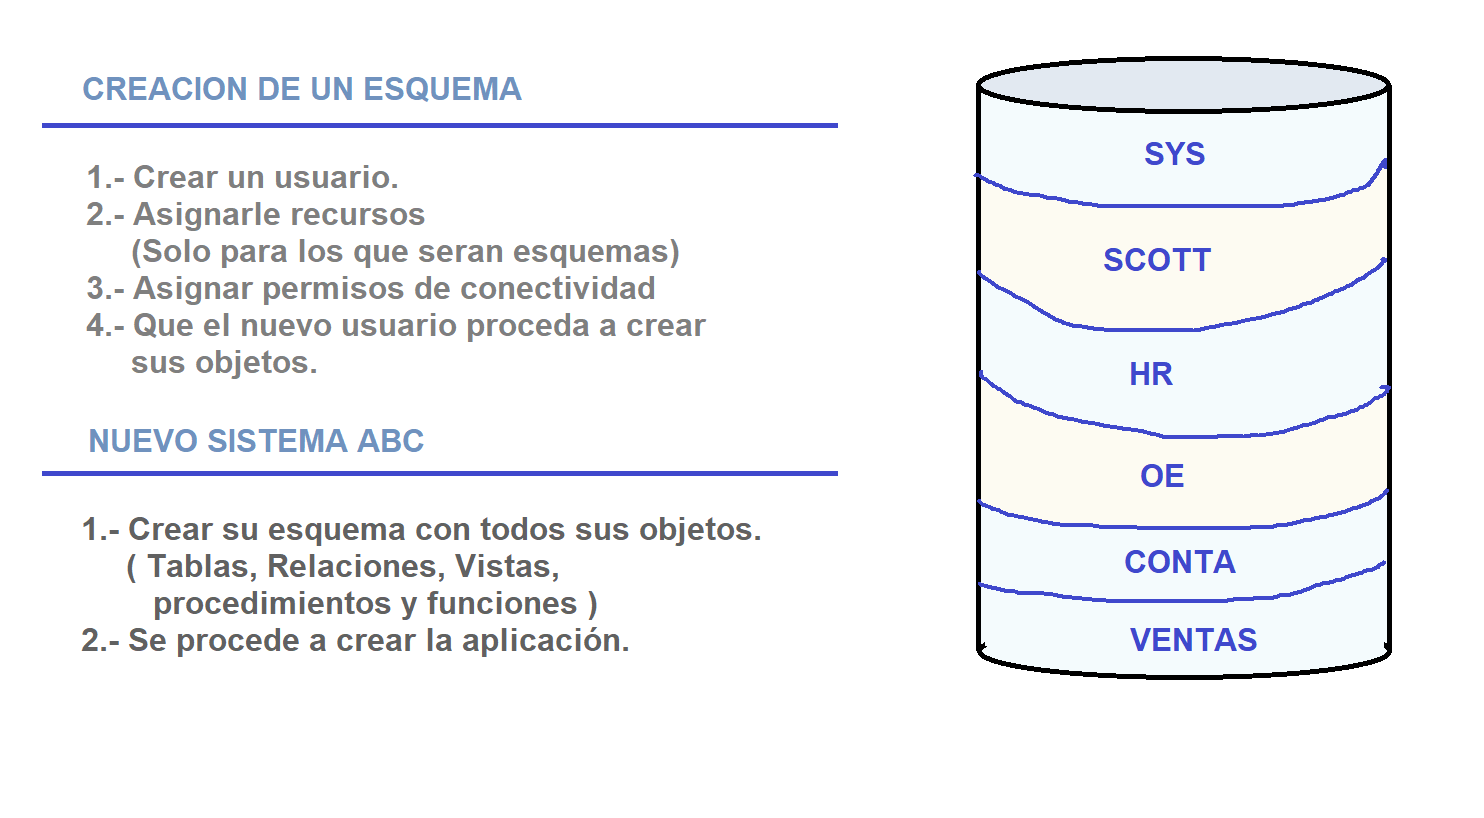 CREACION DE UN ESQUEMA
1.- Crear un usuario.
2.- Asignarle recursos
(Solo para los que seran esquemas)
3.- Asignar permisos de conectividad
4.- Que el nuevo usuario proceda a crear
sus objetos.
NUEVO SISTEMA ABC
1.- Crear su esquema con todos sus objetos.
( Tablas, Relaciones, Vistas,
procedimientos y funciones )
2.- Se procede a crear la aplicación.
SYS
SCOTT
HR
OE
CONTA
VENTAS